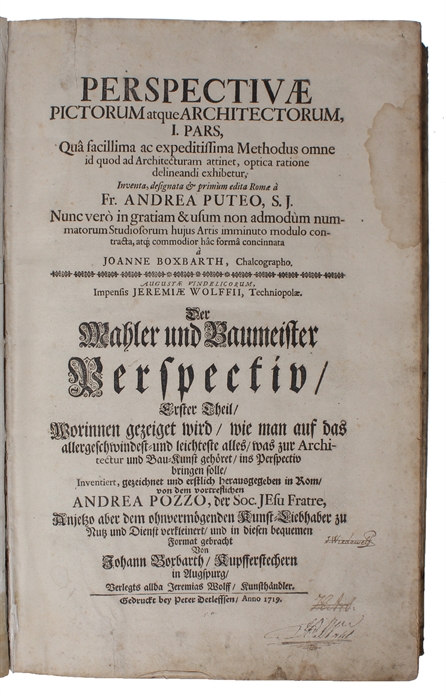 PERSPECTIVÆ
PICTORUM atque ARCHITECTORUM,
I. PARS,
Quâ facillima ac expeditissima Methodus omne
id quod ad Architecturam attinet, optica ratione
delineandi exhibetur,
Inventa, designata & primùm edita Romæ à
Fr. ANDREA PUTEO, S. J.
Nunc verò in gratiam & usum non admodùm num-
matorum Studiosorum hujus Artis imminuto modulo con-
tracta, atq; commodior hâc formâ concinnata
à
JOANNE BOXBARTH, Chalcographo.
AUGUSTÆ VINDELICORUM,
Impensis JEREMIÆ WOLFFII, Techniopolæ.
Der
Mahler und Baumeister
Perspectiv/
Erster Theil/
Worinnen gezeiget wird/ wie man auf das
allergeschwindest- und leichteste alles/ was zur Archi-
tectur und Bau-Kunst gehöret/ ins Perspectiv
bringen solle/
Inventiert, gezeichnet und erstlich herausgegeben in Rom/
von dem vortreflichen
ANDREA POZZO, der Soc. JEsu Fratre,
Anjetzo aber dem ohnvermögenden Kunst-Liebhaber zu
Nutz und Dienst verkleinert/ und in diesen bequemen
Format gebracht
Von
Johann Boxbarth/ Kupfferstechern
in Augspurg/
Verlegts allda Jeremias Wolff/ Kunsthändler.
Gedruckt bey Peter Detleffsen/ Anno 1719.